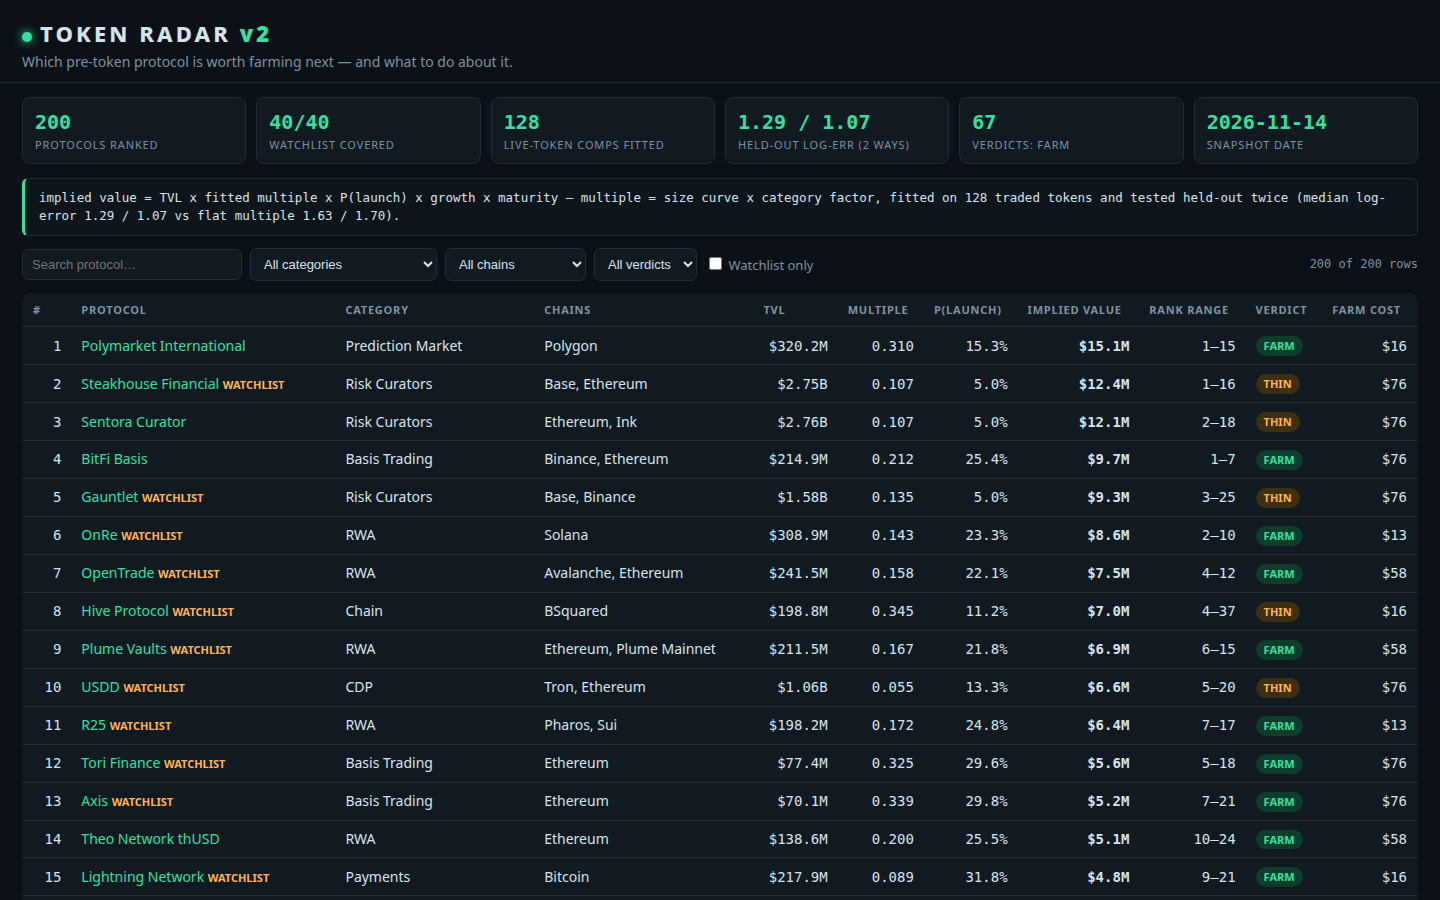 TOKEN RADAR v2
Which pre-token protocol is worth farming next — and what to do about it.
200 40/40 128 1.29 / 1.07 67 2026-11-14
PROTOCOLS RANKED WATCHLIST COVERED LIVE-TOKEN COMPS FITTED HELD-OUT LOG-ERR (2 WAYS) VERDICTS: FARM SNAPSHOT DATE
implied value = TVL x fitted multiple x P(launch) x growth x maturity — multiple = size curve x category factor, fitted on 128 traded tokens and tested held-out twice (median log-
error 1.29 / 1.07 vs flat multiple 1.63 / 1.70).
Search protocol… All categories All chains All verdicts Watchlist only 200 of 200 rows
# PROTOCOL CATEGORY CHAINS TVL MULTIPLE P(LAUNCH) IMPLIED VALUE RANK RANGE VERDICT FARM COST
1 Polymarket International Prediction Market Polygon $320.2M 0.310 15.3% $15.1M 1–15 FARM $16
2 Steakhouse Financial WATCHLIST Risk Curators Base, Ethereum $2.75B 0.107 5.0% $12.4M 1–16 THIN $76
3 Sentora Curator Risk Curators Ethereum, Ink $2.76B 0.107 5.0% $12.1M 2–18 THIN $76
4 BitFi Basis Basis Trading Binance, Ethereum $214.9M 0.212 25.4% $9.7M 1–7 FARM $76
5 Gauntlet WATCHLIST Risk Curators Base, Binance $1.58B 0.135 5.0% $9.3M 3–25 THIN $76
6 OnRe WATCHLIST RWA Solana $308.9M 0.143 23.3% $8.6M 2–10 FARM $13
7 OpenTrade WATCHLIST RWA Avalanche, Ethereum $241.5M 0.158 22.1% $7.5M 4–12 FARM $58
8 Hive Protocol WATCHLIST Chain BSquared $198.8M 0.345 11.2% $7.0M 4–37 THIN $16
9 Plume Vaults WATCHLIST RWA Ethereum, Plume Mainnet $211.5M 0.167 21.8% $6.9M 6–15 FARM $58
10 USDD WATCHLIST CDP Tron, Ethereum $1.06B 0.055 13.3% $6.6M 5–20 THIN $76
11 R25 WATCHLIST RWA Pharos, Sui $198.2M 0.172 24.8% $6.4M 7–17 FARM $13
12 Tori Finance WATCHLIST Basis Trading Ethereum $77.4M 0.325 29.6% $5.6M 5–18 FARM $76
13 Axis WATCHLIST Basis Trading Ethereum $70.1M 0.339 29.8% $5.2M 7–21 FARM $76
14 Theo Network thUSD RWA Ethereum $138.6M 0.200 25.5% $5.1M 10–24 FARM $58
15 Lightning Network WATCHLIST Payments Bitcoin $217.9M 0.089 31.8% $4.8M 9–21 FARM $16